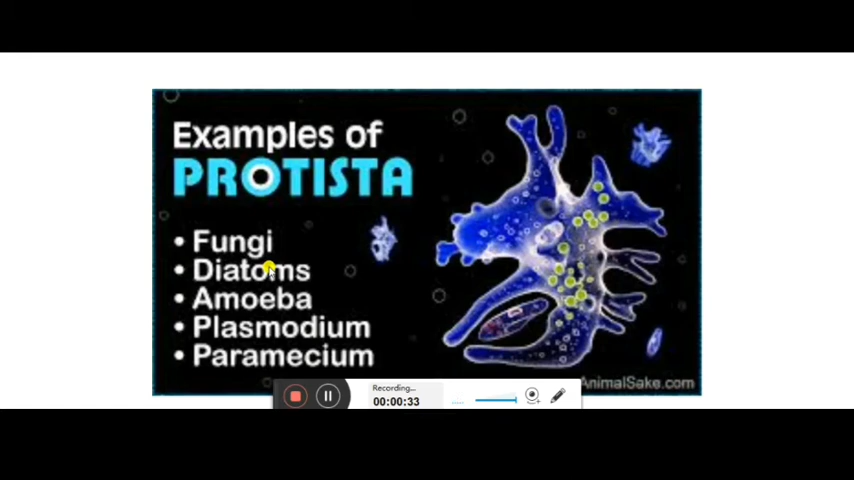 Examples of
PROTISTA
• Fungi
• Diatoms
• Amoeba
• Plasmodium
• Paramecium
AnimalSake.com
Recording...
00:00:33